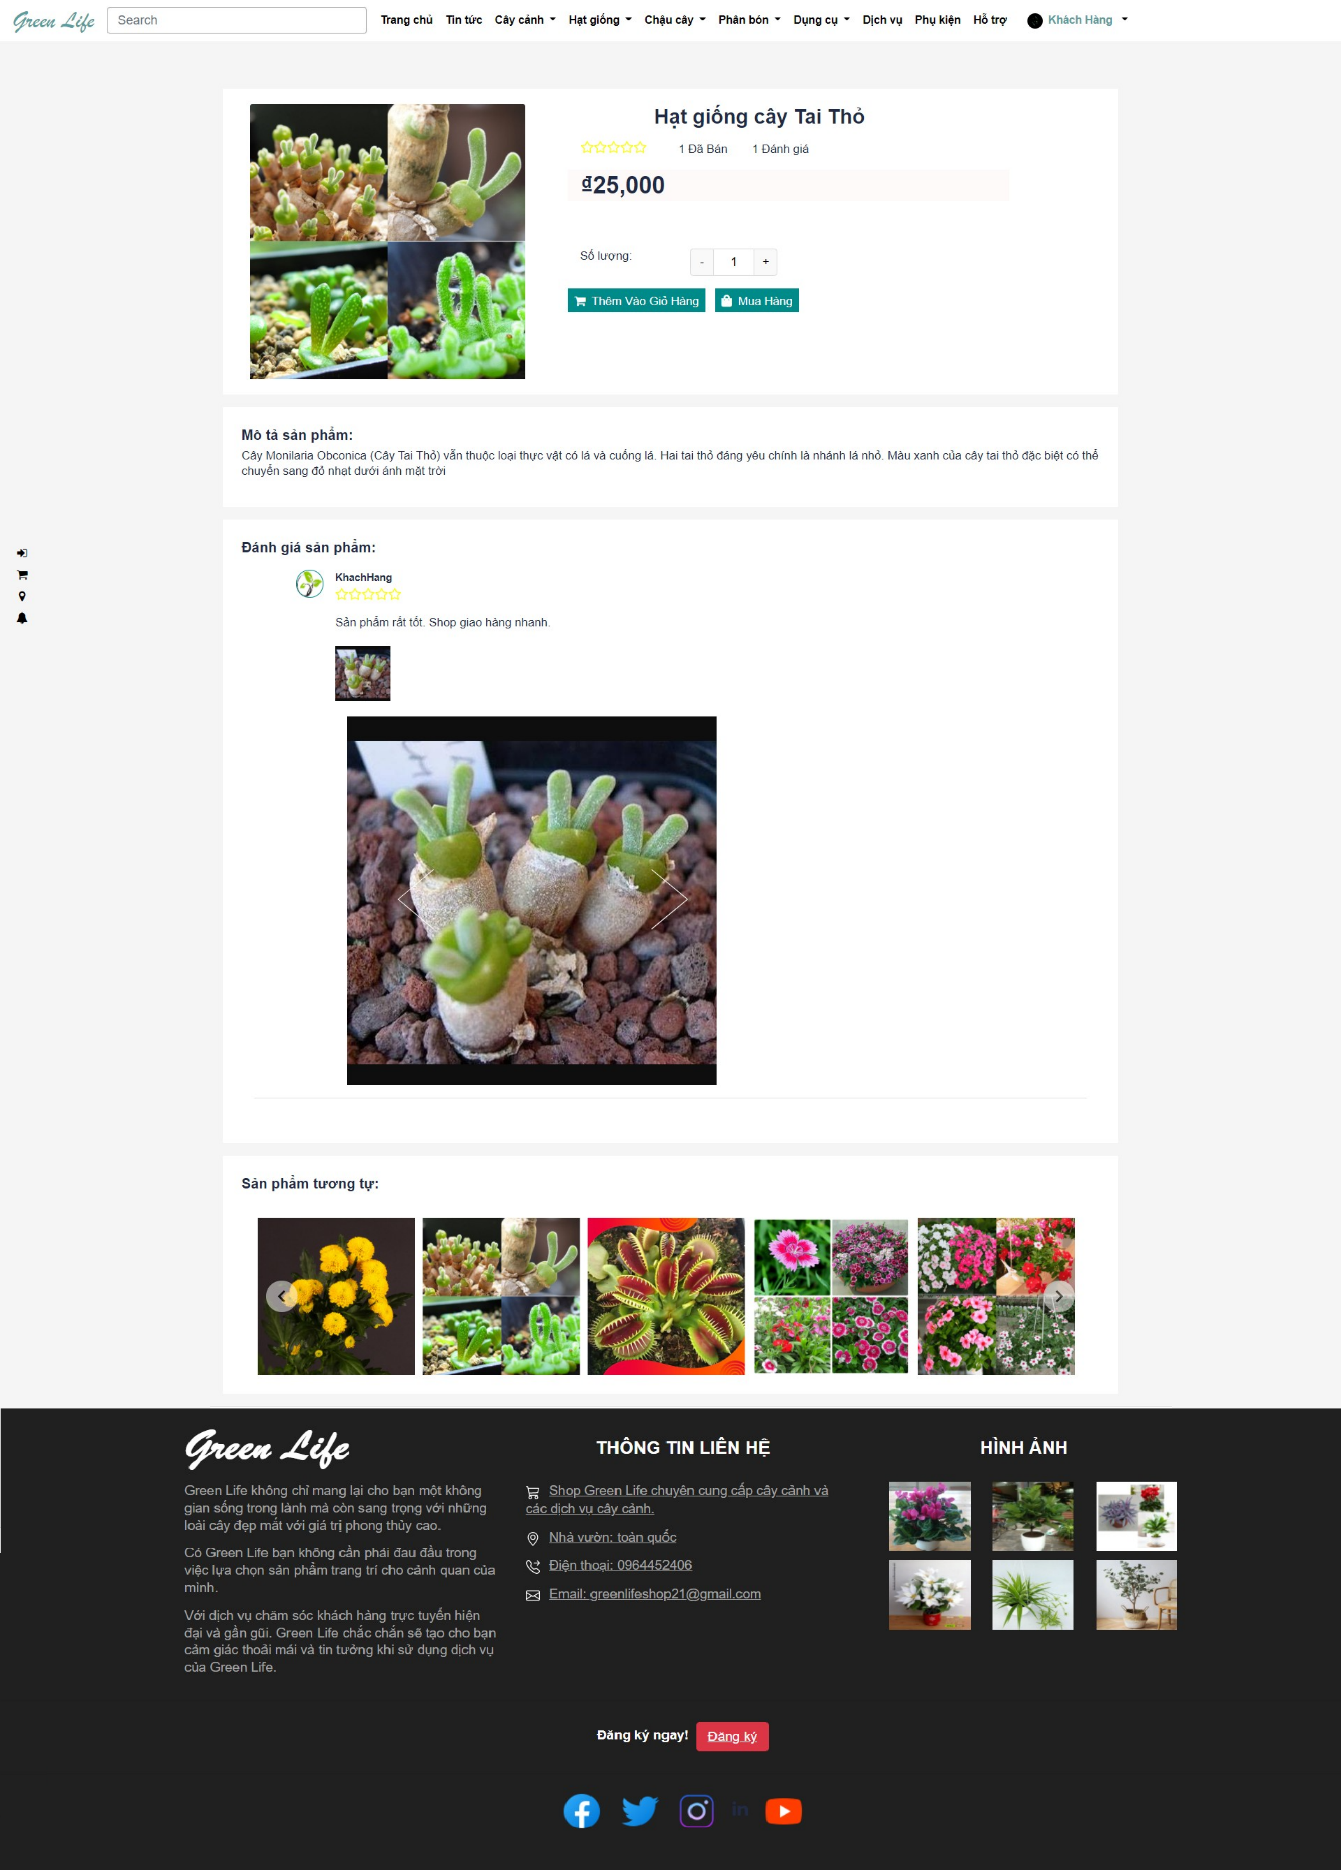 Green Life
Search
Trang chủ
Tin tức
Cây cảnh
Hạt giống
Chậu cây
Phân bón
Dụng cụ
Dịch vụ
Phụ kiện
Hỗ trợ
Khách Hàng
Hạt giống cây Tai Thỏ
1 Đã Bán
1 Đánh giá
₫25,000
Số lượng:
- 1 +
Thêm Vào Giỏ Hàng
Mua Hàng
Mô tả sản phẩm:
Cây Monilaria Obconica (Cây Tai Thỏ) vẫn thuộc loại thực vật có lá và cuống lá. Hai tai thỏ đáng yêu chính là nhánh lá nhỏ. Màu xanh của cây tai thỏ đặc biệt có thể
chuyển sang đỏ nhạt dưới ánh mặt trời
Đánh giá sản phẩm:
KhachHang
Sản phẩm rất tốt. Shop giao hàng nhanh.
Sản phẩm tương tự:
Green Life
Green Life không chỉ mang lại cho bạn một không
gian sống trong lành mà còn sang trọng với những
loài cây đẹp mắt với giá trị phong thủy cao.
Có Green Life bạn không cần phải đau đầu trong
việc lựa chọn sản phẩm trang trí cho cảnh quan của
mình.
Với dịch vụ chăm sóc khách hàng trực tuyến hiện
đại và gần gũi. Green Life chắc chắn sẽ tạo cho bạn
cảm giác thoải mái và tin tưởng khi sử dụng dịch vụ
của Green Life.
THÔNG TIN LIÊN HỆ
Shop Green Life chuyên cung cấp cây cảnh và
các dịch vụ cây cảnh.
Nhà vườn: toàn quốc
Điện thoại: 0964452406
Email: greenlifeshop21@gmail.com
HÌNH ẢNH
Đăng ký ngay!
Đăng ký
in